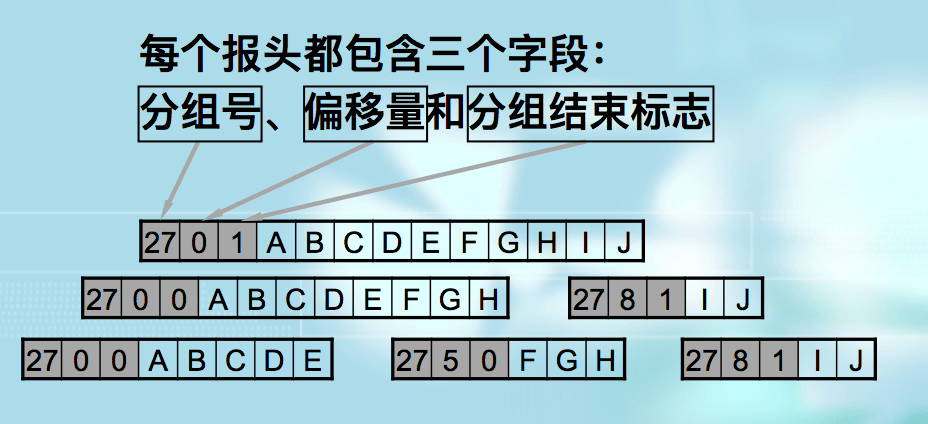 每个报头都包含三个字段：
分组号、偏移量和分组结束标志
27 0 1 A B C D E F G H I J
27 0 0 A B C D E F G H 27 8 1 I J
27 0 0 A B C D E 27 5 0 F G H 27 8 1 I J